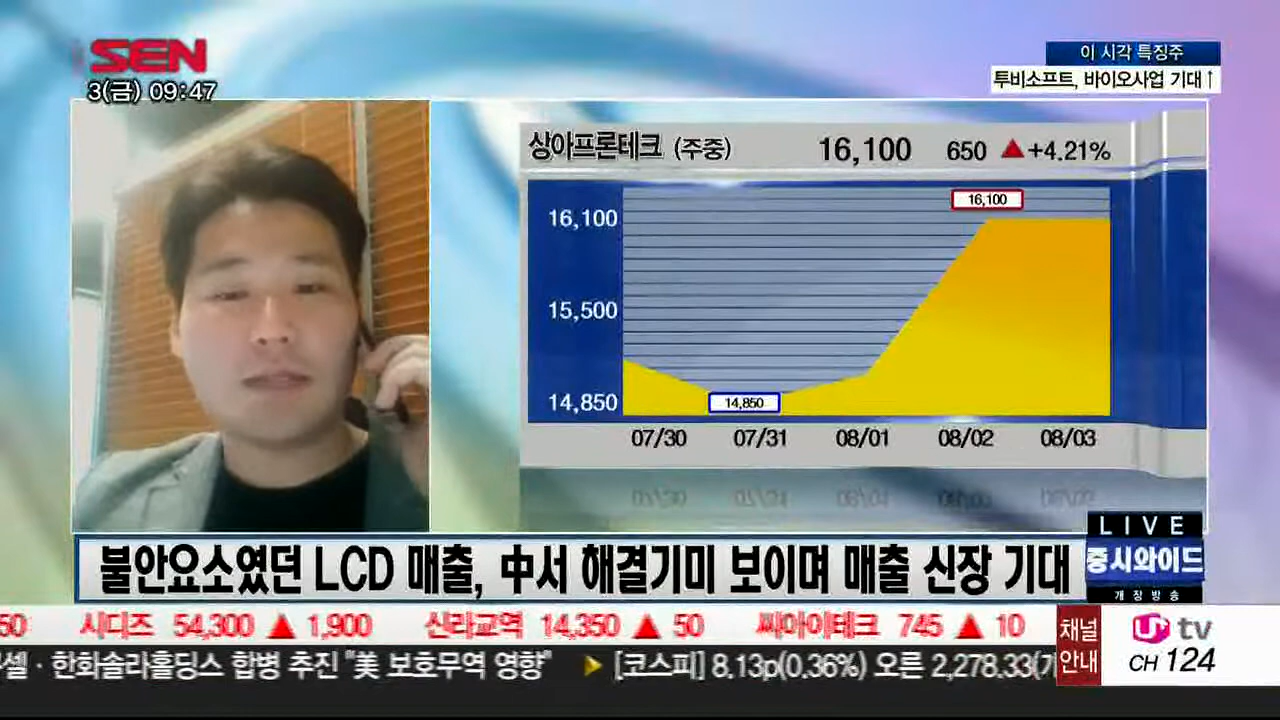 SEN
3(금) 09:47
이 시각 특징주
투비소프트, 바이오사업 기대↑
상아프론테크 (주중) 16,100 650 ▲+4.21%
16,100
16,100
15,500
14,850
14,850
07/30 07/31 08/01 08/02 08/03
LIVE
증시와이드
개장방송
불안요소였던 LCD 매출, 中서 해결기미 보이며 매출 신장 기대
50 시디즈 54,300 ▲ 1,900 신라교역 14,350 ▲ 50 씨아이테크 745 ▲ 10
셀·한화솔라홀딩스 합병 추진 "美 보호무역 영향" ▶ [코스피] 8.13p(0.36%) 오른 2,278.33
채널
안내
U+ tv
CH 124